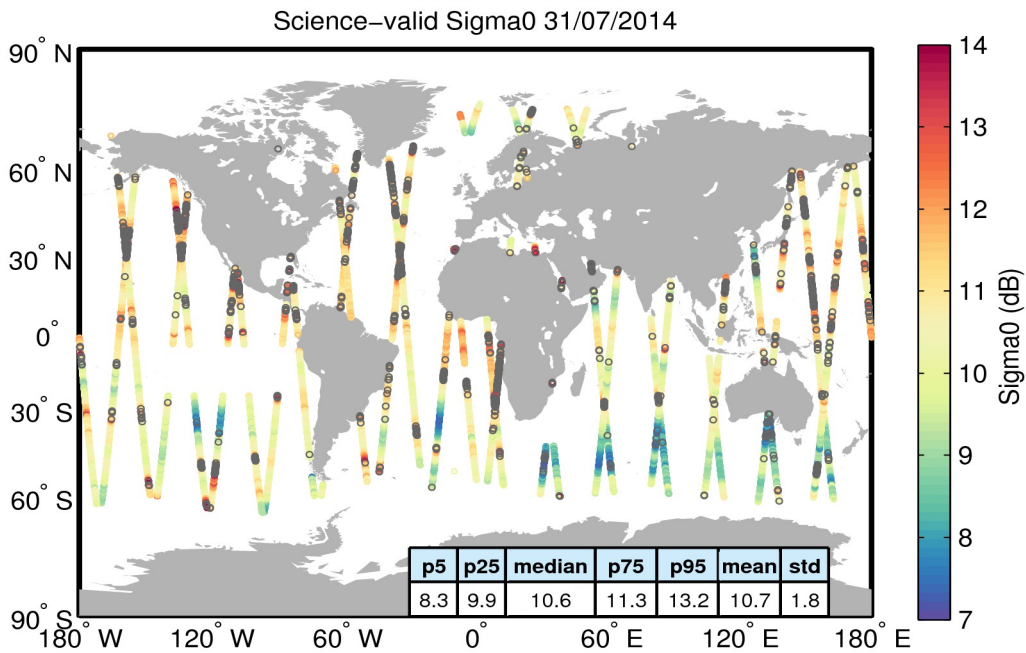 Science−valid Sigma0 31/07/2014
90° N
60° N
30° N
0°
30° S
60° S
90° S
180° W
120° W
60° W
0°
60° E
120° E
180° E
p5 p25 median p75 p95 mean std
8.3 9.9 10.6 11.3 13.2 10.7 1.8
14
13
12
11
10
9
8
7
Sigma0 (dB)